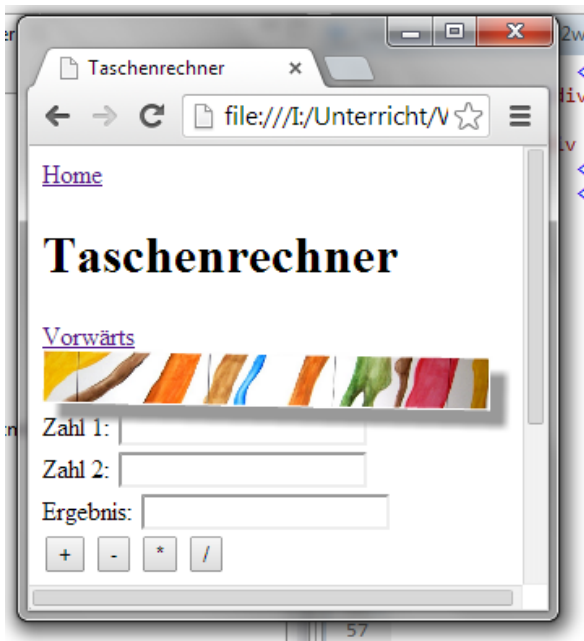 Taschenrechner
file:///I:/Unterricht/V
Home
Taschenrechner
Vorwärts
Zahl 1:
Zahl 2:
Ergebnis:
+ - * /
57